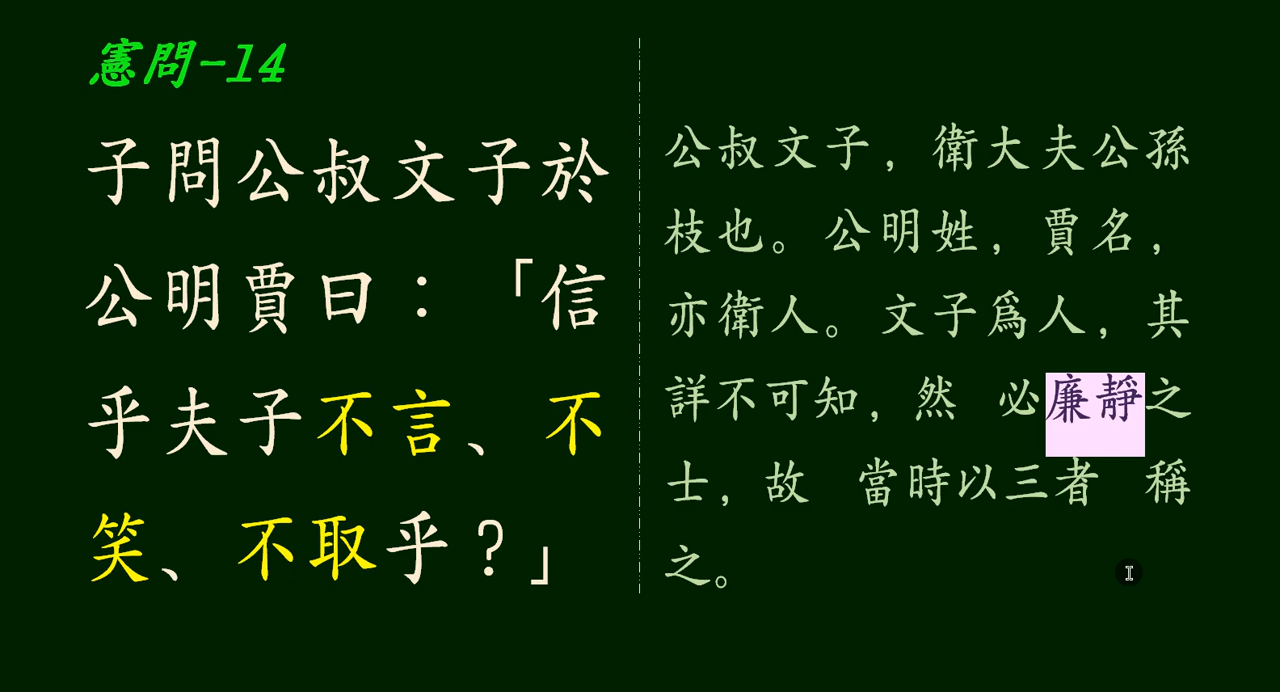 憲問-14
子問公叔文子於
公明賈曰：「信
乎夫子不言、不
笑、不取乎？」
公叔文子，衛大夫公孫
枝也。公明姓，賈名，
亦衛人。文子爲人，其
詳不可知，然 必廉靜之
士，故 當時以三者 稱
之。